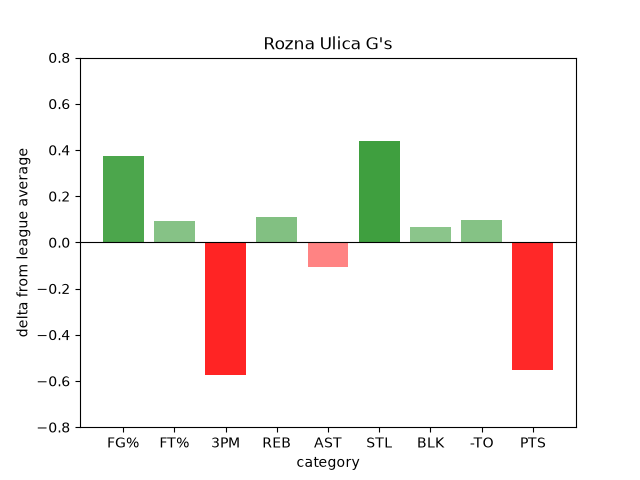 Rozna Ulica G's
delta from league average
0.8
0.6
0.4
0.2
0.0
−0.2
−0.4
−0.6
−0.8
FG% FT% 3PM REB AST STL BLK -TO PTS
category